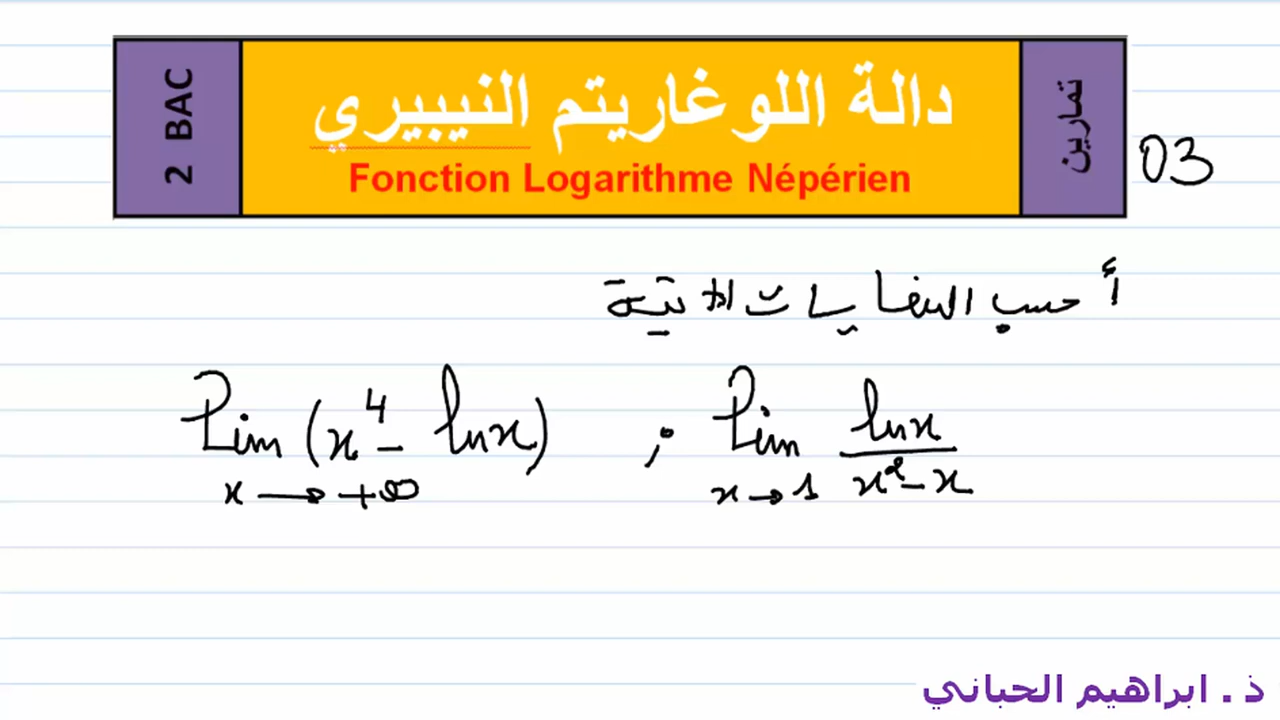 2 BAC
دالة اللوغاريتم النيبيري
Fonction Logarithme Népérien
تمارين
03
أحسب النهايات الآتية
Lim (x⁴ - lnx) ; Lim lnx / x² - x
x → +∞ x → 1
ذ . ابراهيم الحباني